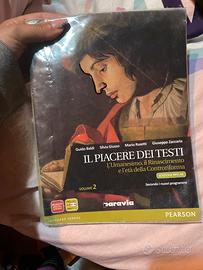 Guido Baldi Silvia Giusso Mario Razetti Giuseppe Zaccaria
IL PIACERE DEI TESTI
L'Umanesimo, il Rinascimento
e l'età della Controriforma
VOLUME 2
Secondo i nuovi programmi
paravia
PEARSON